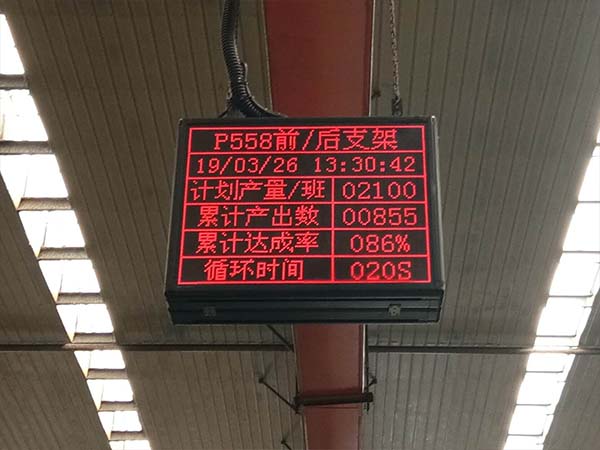 P558前/后支架
19/03/26 13:30:42
计划产量/班 02100
累计产出数 00855
累计达成率 086%
循环时间 020S